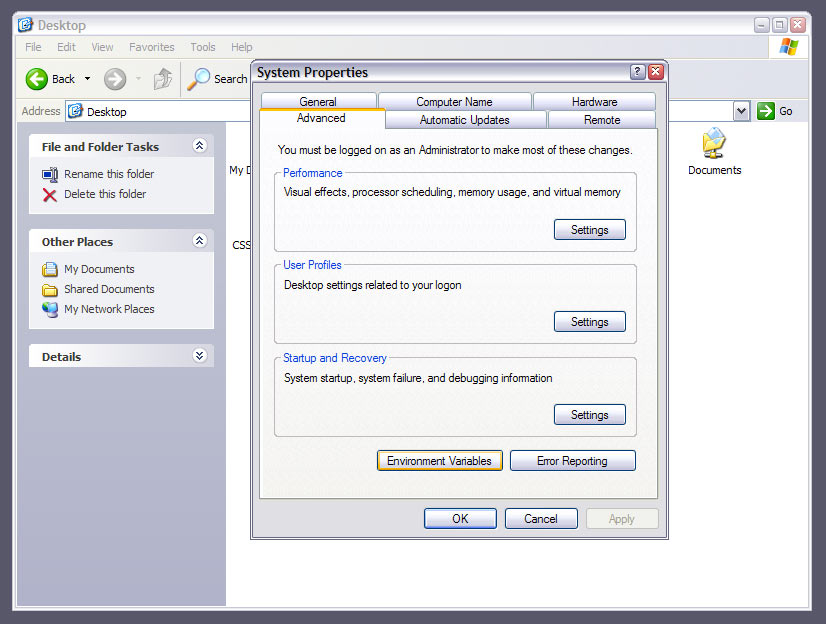 Desktop
File Edit View Favorites Tools Help
Back Search
Address Desktop Go
File and Folder Tasks
Rename this folder
Delete this folder
Other Places
My Documents
Shared Documents
My Network Places
Details
My D
CSS
Documents
System Properties
General Computer Name Hardware
Advanced Automatic Updates Remote
You must be logged on as an Administrator to make most of these changes.
Performance
Visual effects, processor scheduling, memory usage, and virtual memory
Settings
User Profiles
Desktop settings related to your logon
Settings
Startup and Recovery
System startup, system failure, and debugging information
Settings
Environment Variables Error Reporting
OK Cancel Apply